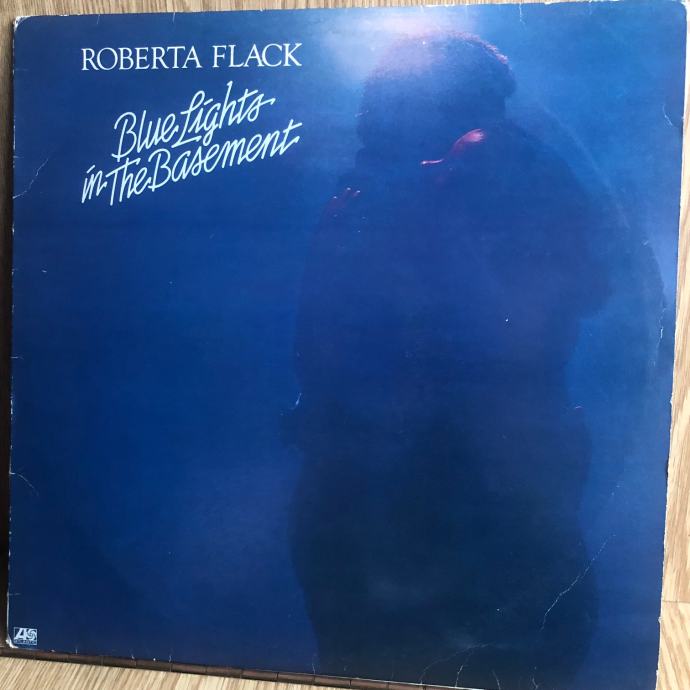 ROBERTA FLACK
Blue Lights
in The Basement